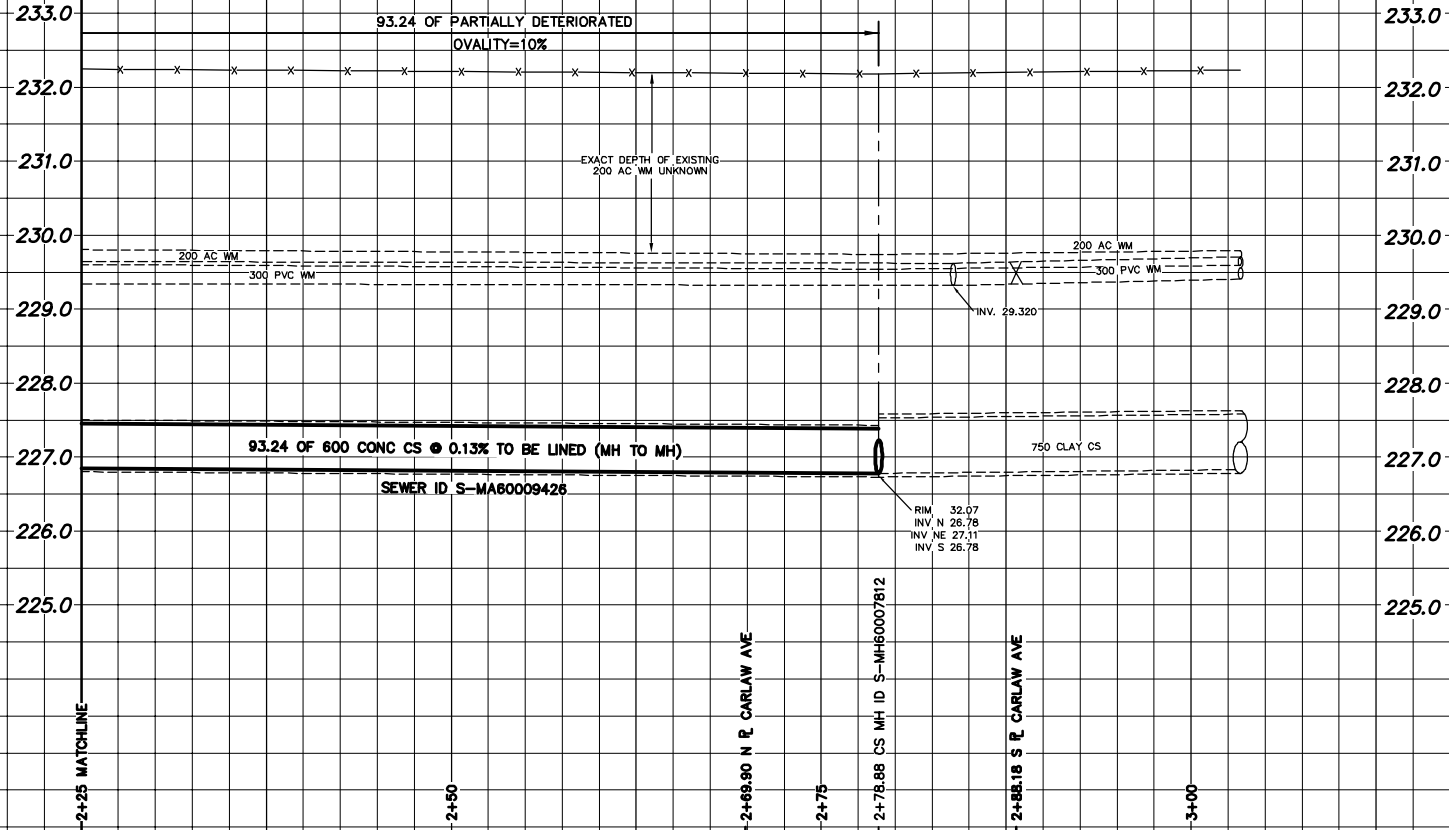 233.0
93.24 OF PARTIALLY DETERIORATED
233.0
OVALITY=10%
232.0
232.0
EXACT DEPTH OF EXISTING
200 AC WM UNKNOWN
231.0
231.0
230.0
230.0
200 AC WM
200 AC WM
300 PVC WM
300 PVC WM
229.0
INV. 29.320
229.0
228.0
228.0
93.24 OF 600 CONC CS @ 0.13% TO BE LINED (MH TO MH)
750 CLAY CS
227.0
227.0
SEWER ID S-MA60009426
RIM 32.07
INV N 26.78
INV NE 27.11
INV S 26.78
226.0
226.0
225.0
225.0
2+25 MATCHLINE
2+50
2+69.90 N PL CARLAW AVE
2+75
2+78.88 CS MH ID S-MH60007812
2+88.18 S PL CARLAW AVE
3+00